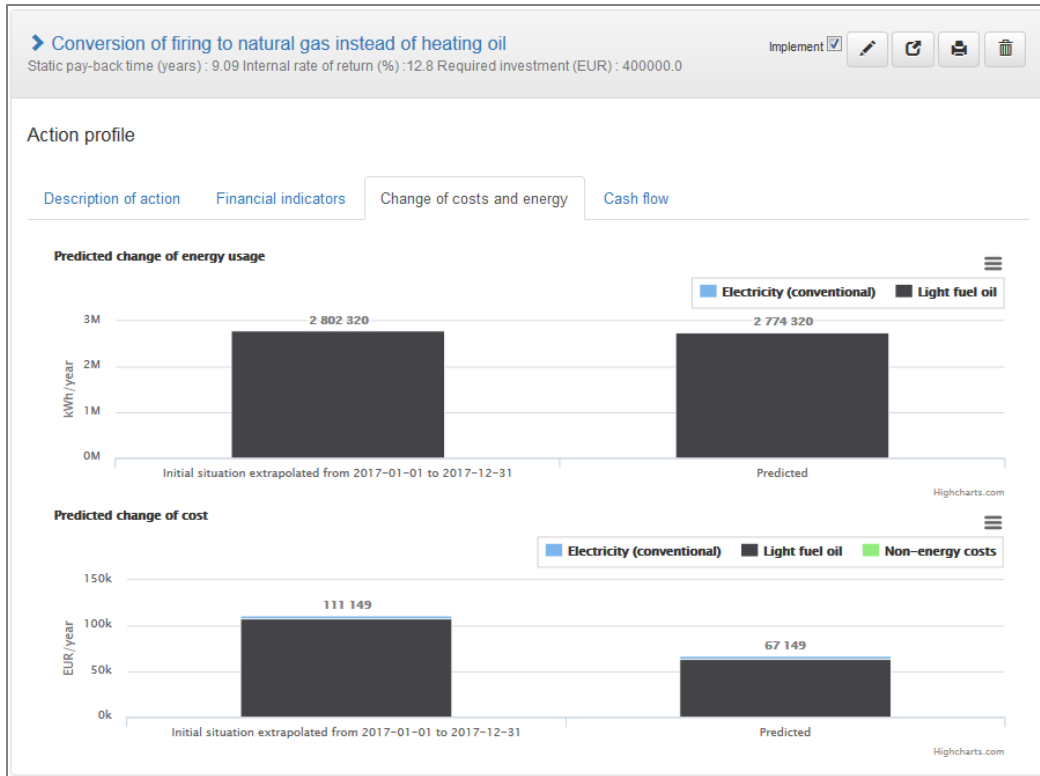 Conversion of firing to natural gas instead of heating oil
Implement
Static pay-back time (years) : 9.09 Internal rate of return (%) :12.8 Required investment (EUR) : 400000.0
Action profile
Description of action
Financial indicators
Change of costs and energy
Cash flow
Predicted change of energy usage
Electricity (conventional)
Light fuel oil
kWh/year
3M
2M
1M
0M
2 802 320
2 774 320
Initial situation extrapolated from 2017-01-01 to 2017-12-31
Predicted
Highcharts.com
Predicted change of cost
Electricity (conventional)
Light fuel oil
Non-energy costs
EUR/year
150k
100k
50k
0k
111 149
67 149
Initial situation extrapolated from 2017-01-01 to 2017-12-31
Predicted
Highcharts.com